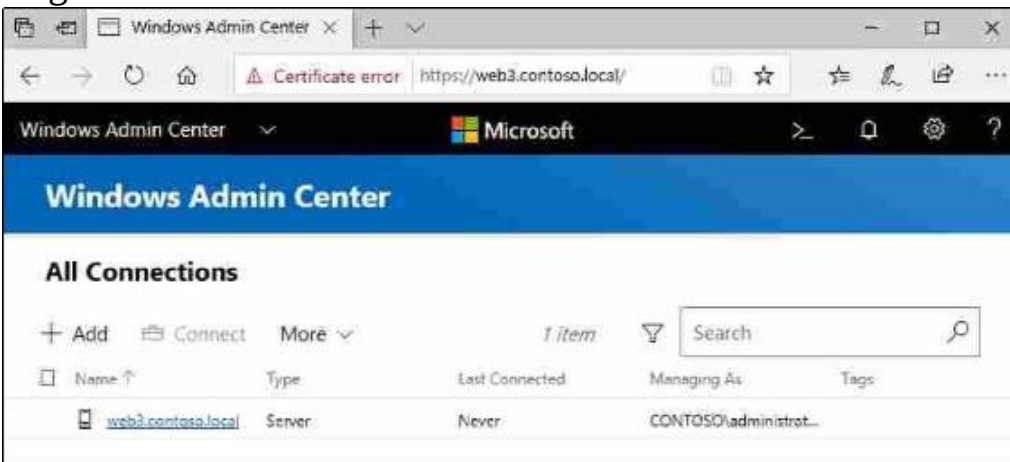 Windows Admin Center
Certificate error https://web3.contoso.local/
Windows Admin Center Microsoft >_ ?
Windows Admin Center
All Connections
+ Add Connect More 1 item Search
Name ↑ Type Last Connected Managing As Tags
web3.contoso.local Server Never CONTOSO\administrat...